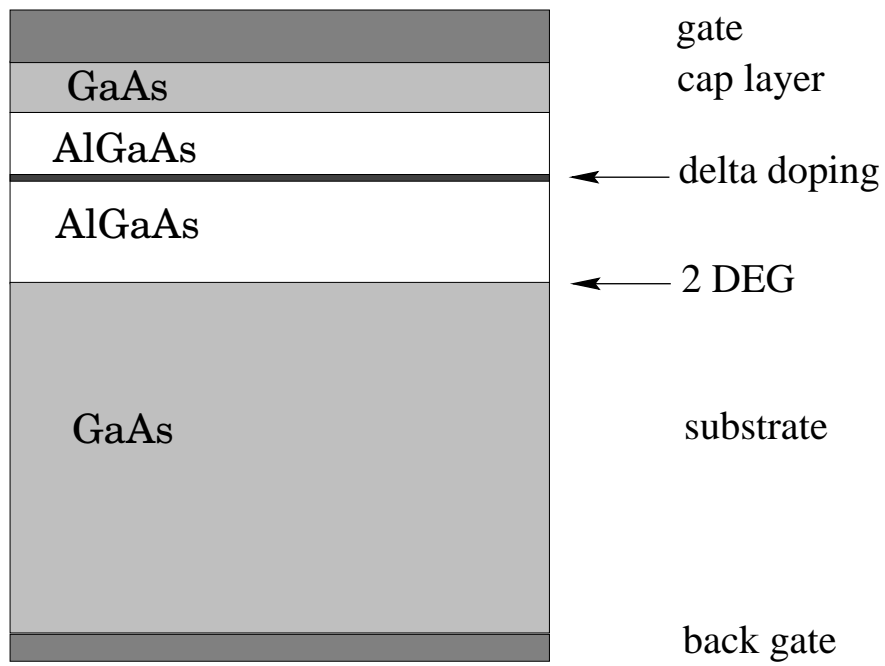 gate
GaAs
cap layer
AlGaAs
delta doping
AlGaAs
2 DEG
GaAs
substrate
back gate